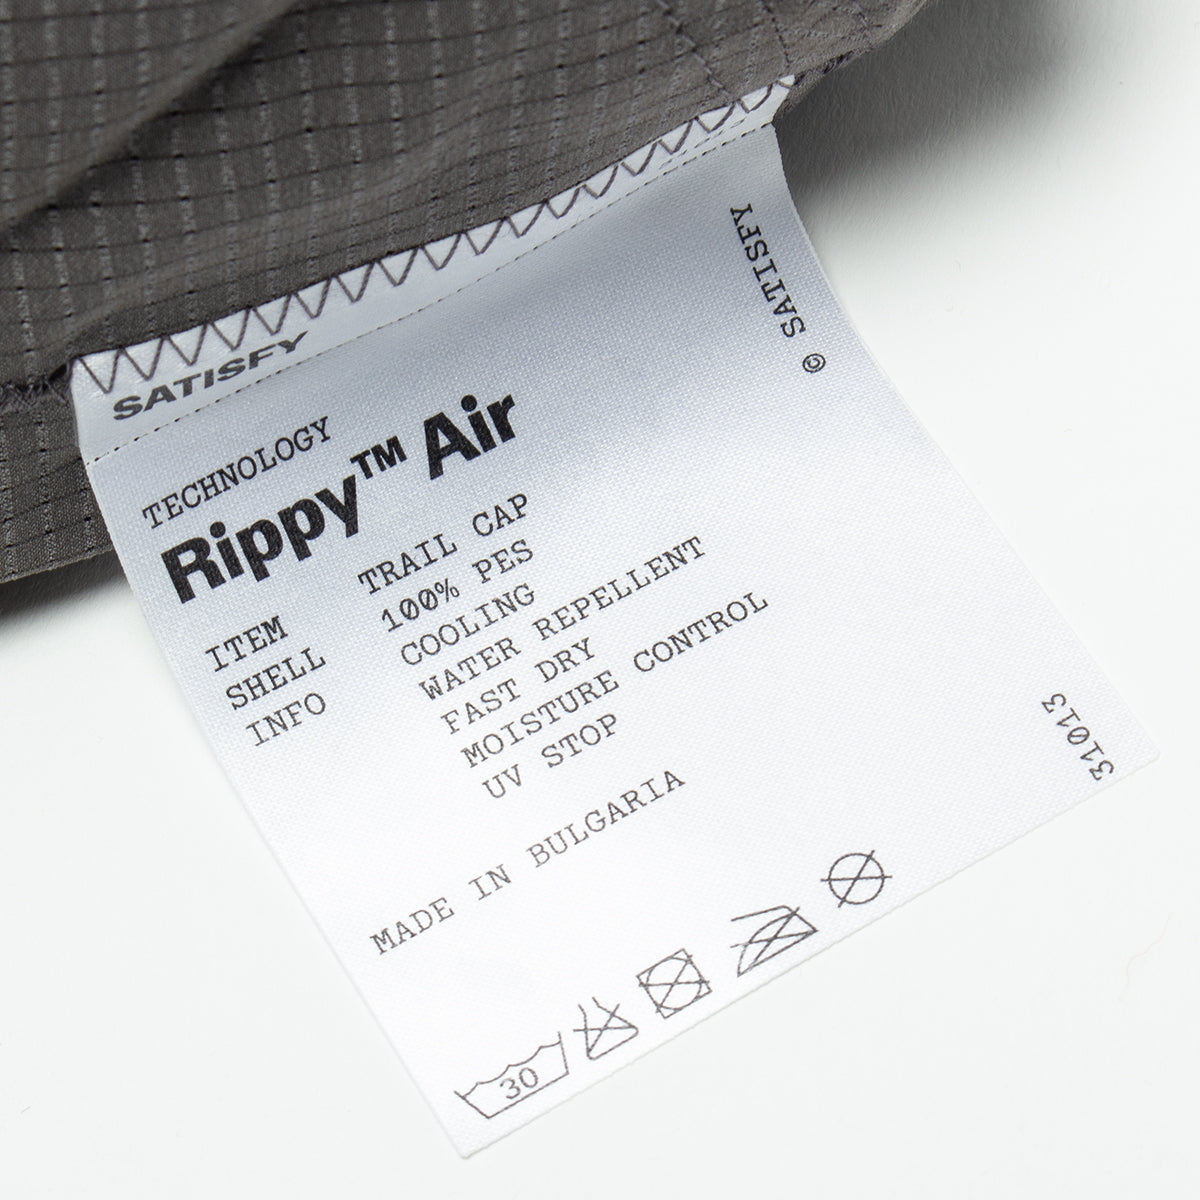 SATISFY
TECHNOLOGY
Rippy™ Air
ITEM TRAIL CAP
SHELL 100% PES
INFO COOLING
WATER REPELLENT
FAST DRY
MOISTURE CONTROL
UV STOP
MADE IN BULGARIA
30
© SATISFY
31013